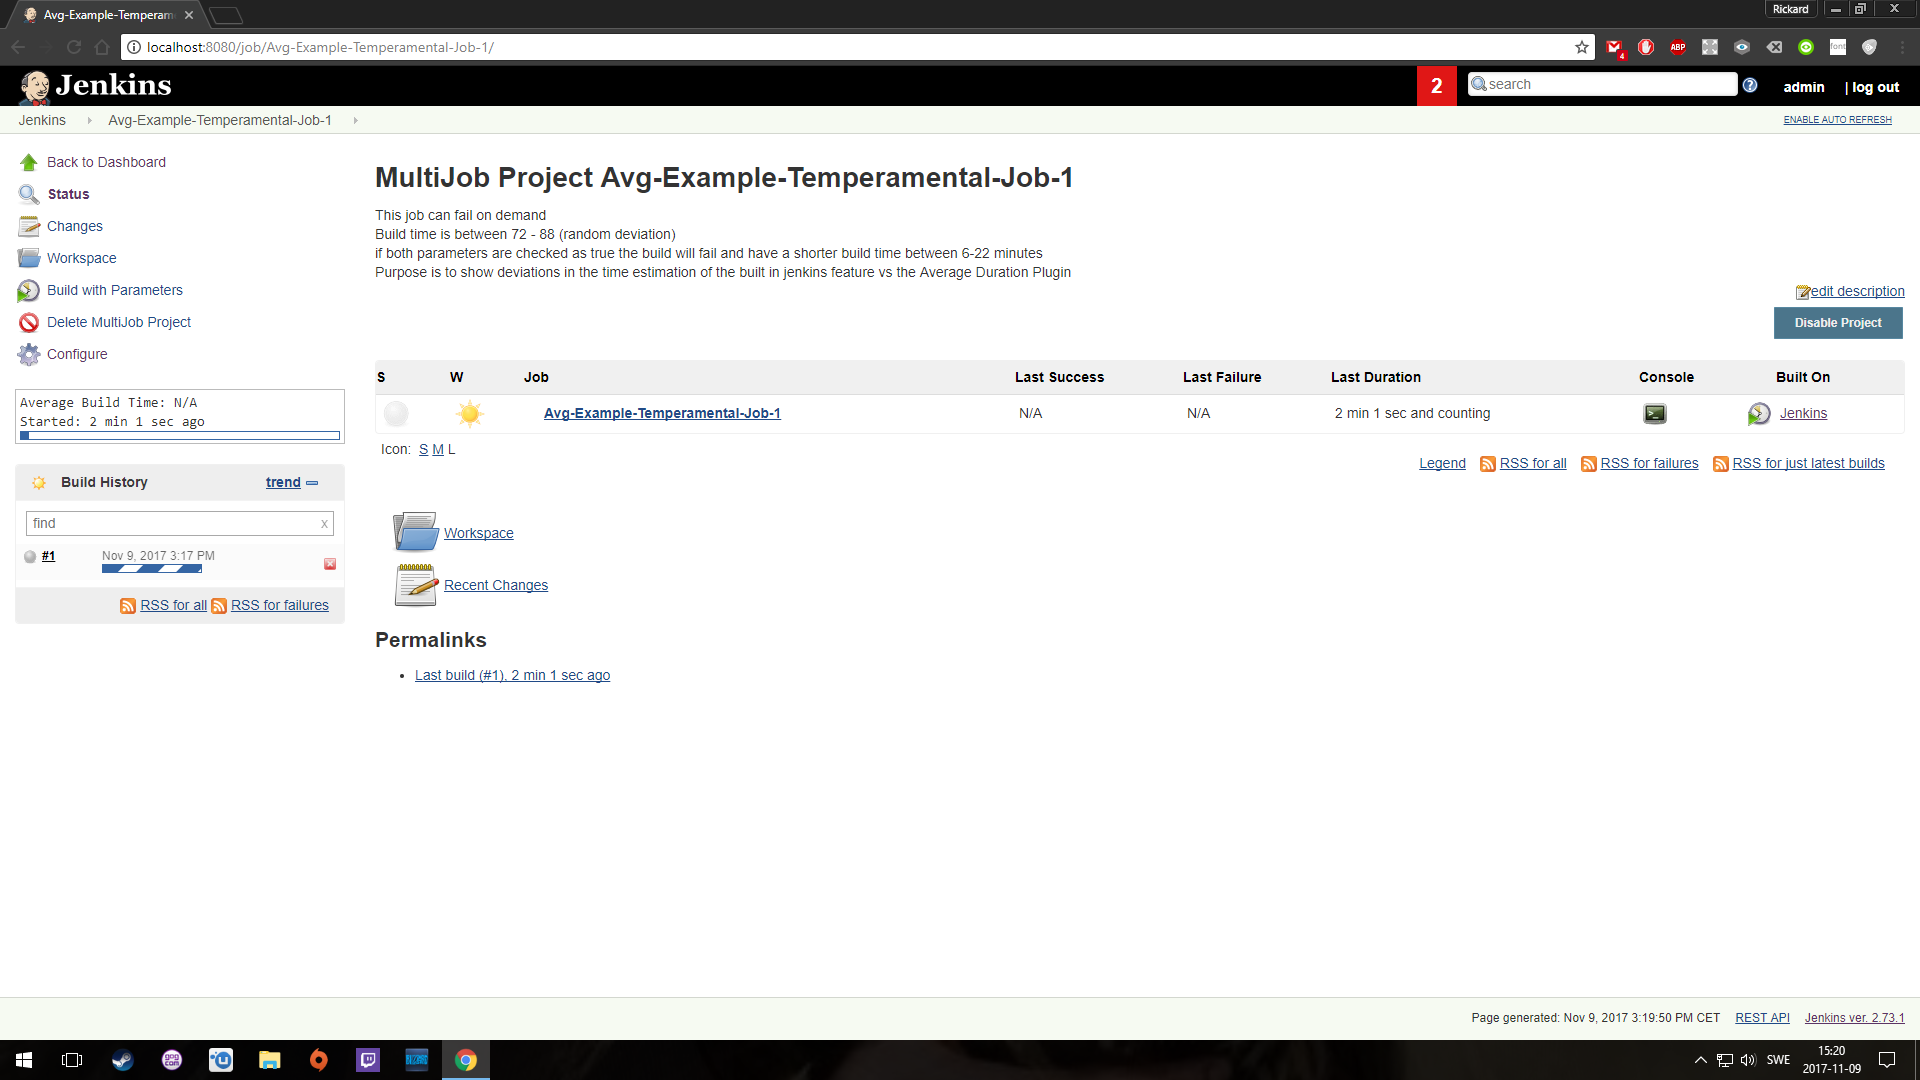 Avg-Example-Temperam
Rickard
localhost:8080/job/Avg-Example-Temperamental-Job-1/
4
ABP
font
Jenkins
2
search
?
admin
| log out
Jenkins
Avg-Example-Temperamental-Job-1
ENABLE AUTO REFRESH
Back to Dashboard
Status
Changes
Workspace
Build with Parameters
Delete MultiJob Project
Configure
Average Build Time: N/A
Started: 2 min 1 sec ago
Build History
trend
find
x
#1
Nov 9, 2017 3:17 PM
RSS for all
RSS for failures
MultiJob Project Avg-Example-Temperamental-Job-1
This job can fail on demand
Build time is between 72 - 88 (random deviation)
if both parameters are checked as true the build will fail and have a shorter build time between 6-22 minutes
Purpose is to show deviations in the time estimation of the built in jenkins feature vs the Average Duration Plugin
edit description
Disable Project
S W Job Last Success Last Failure Last Duration Console Built On
Avg-Example-Temperamental-Job-1 N/A N/A 2 min 1 sec and counting Jenkins
Icon: S M L
Legend RSS for all RSS for failures RSS for just latest builds
Workspace
Recent Changes
Permalinks
Last build (#1), 2 min 1 sec ago
Page generated: Nov 9, 2017 3:19:50 PM CET REST API Jenkins ver. 2.73.1
gog
com
SWE
15:20
2017-11-09